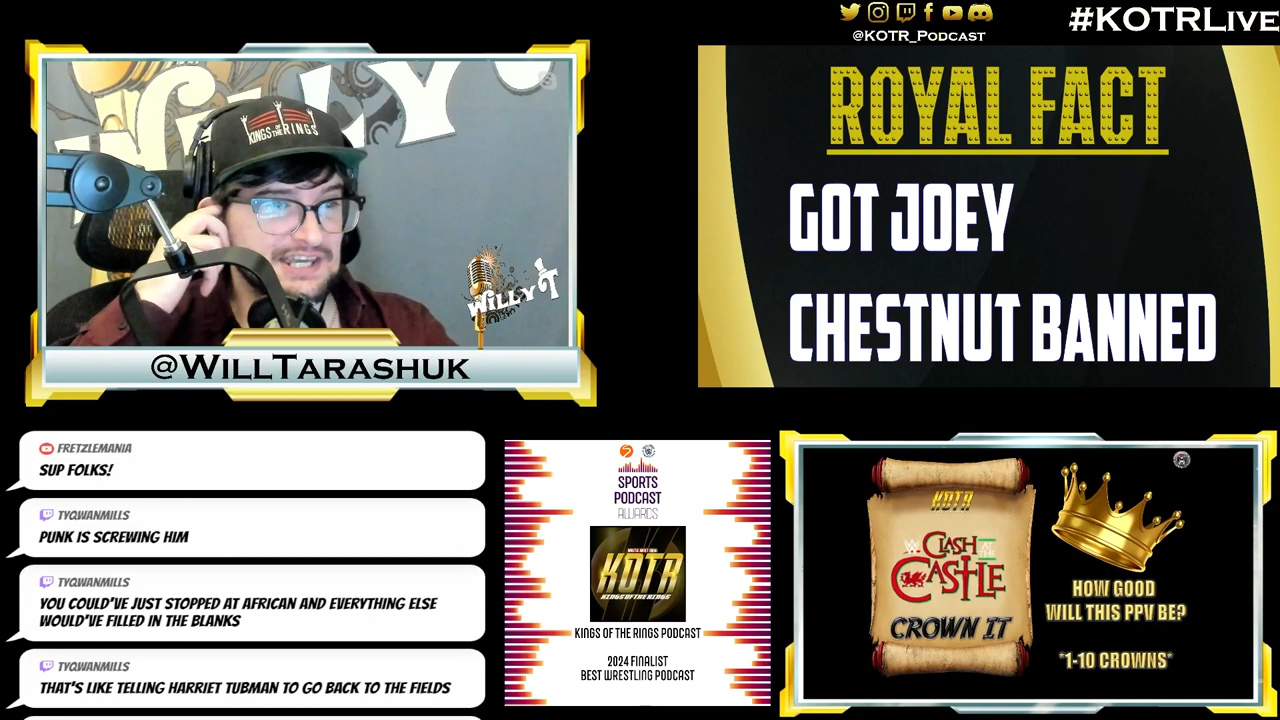 @KOTR_Podcast
#KOTRLive
KINGS OF THE RINGS
WiLLY T
@WillTarashuk
ROYAL FACT
GOT JOEY
CHESTNUT BANNED
FRETZLEMANIA
SUP FOLKS!
TYQWANMILLS
PUNK IS SCREWING HIM
TYQWANMILLS
YOU COULD'VE JUST STOPPED AT AFRICAN AND EVERYTHING ELSE
WOULD'VE FILLED IN THE BLANKS
TYQWANMILLS
THAT'S LIKE TELLING HARRIET TUBMAN TO GO BACK TO THE FIELDS
SPORTS
PODCAST
AWARDS
KOTR
KINGS OF THE RINGS
KINGS OF THE RINGS PODCAST
2024 FINALIST
BEST WRESTLING PODCAST
KOTR
W CLASH AT THE
CASTLE
CROWN IT
HOW GOOD
WILL THIS PPV BE?
*1-10 CROWNS*